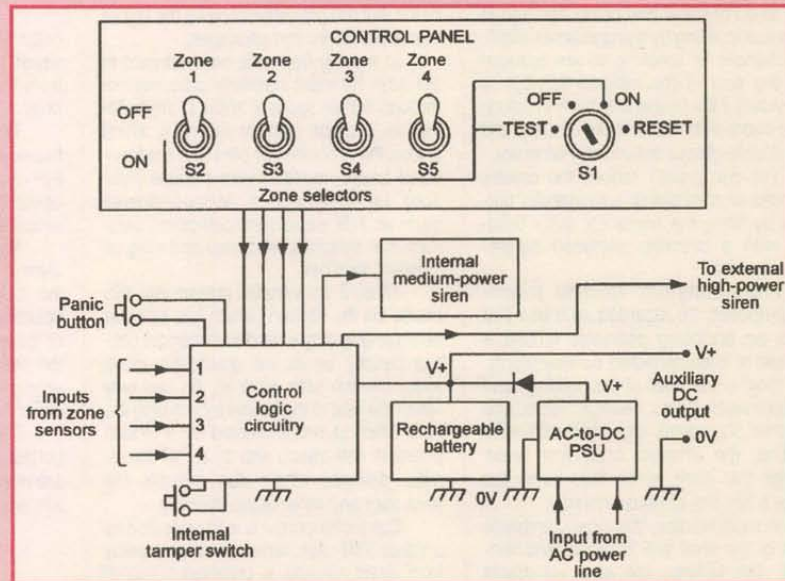 CONTROL PANEL
Zone 1
Zone 2
Zone 3
Zone 4
OFF
ON
OFF
ON
TEST
RESET
S2
S3
S4
S5
S1
Zone selectors
Internal
medium-power
siren
To external
high-power
siren
Panic
button
Inputs
from zone
sensors
1
2
3
4
Control
logic
circuitry
V+
V+
V+
Rechargeable
battery
AC-to-DC
PSU
Auxiliary
DC
output
0V
0V
Internal
tamper switch
Input from
AC power
line